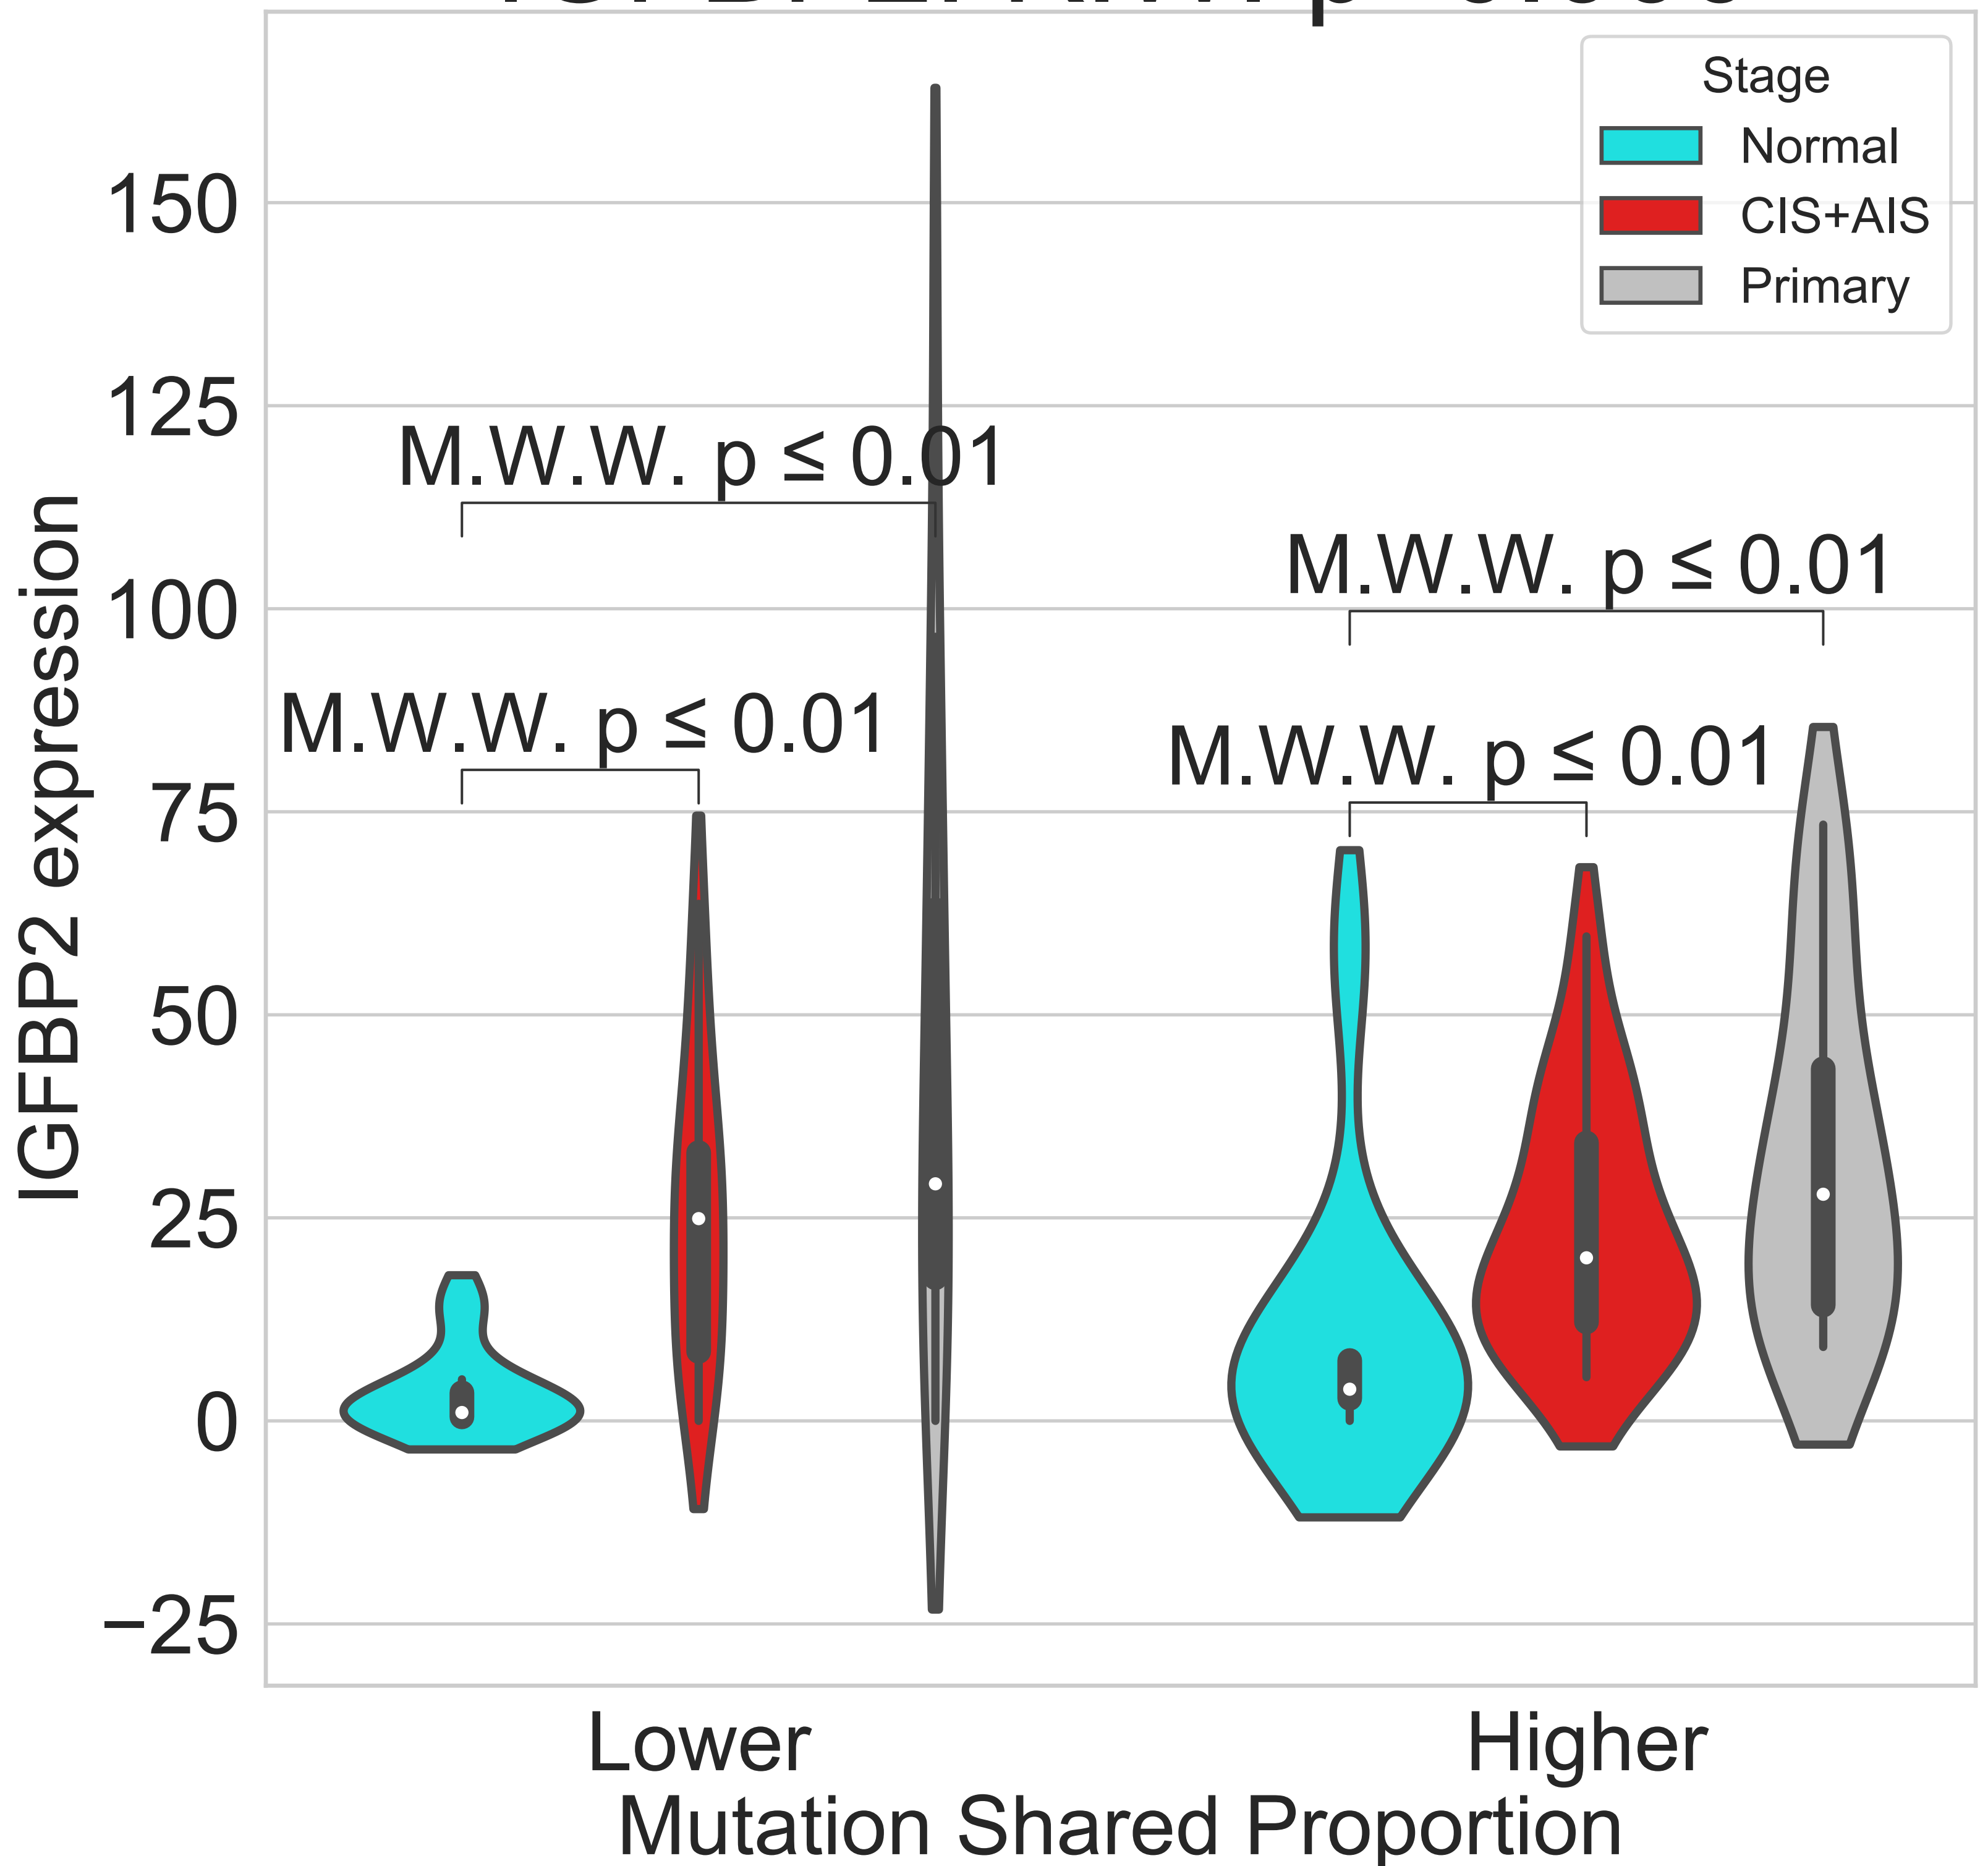 Stage
Normal
CIS+AIS
Primary
150
125
100
75
50
25
0
−25
IGFBP2 expression
M.W.W. p ≤ 0.01
M.W.W. p ≤ 0.01
M.W.W. p ≤ 0.01
M.W.W. p ≤ 0.01
Lower
Higher
Mutation Shared Proportion